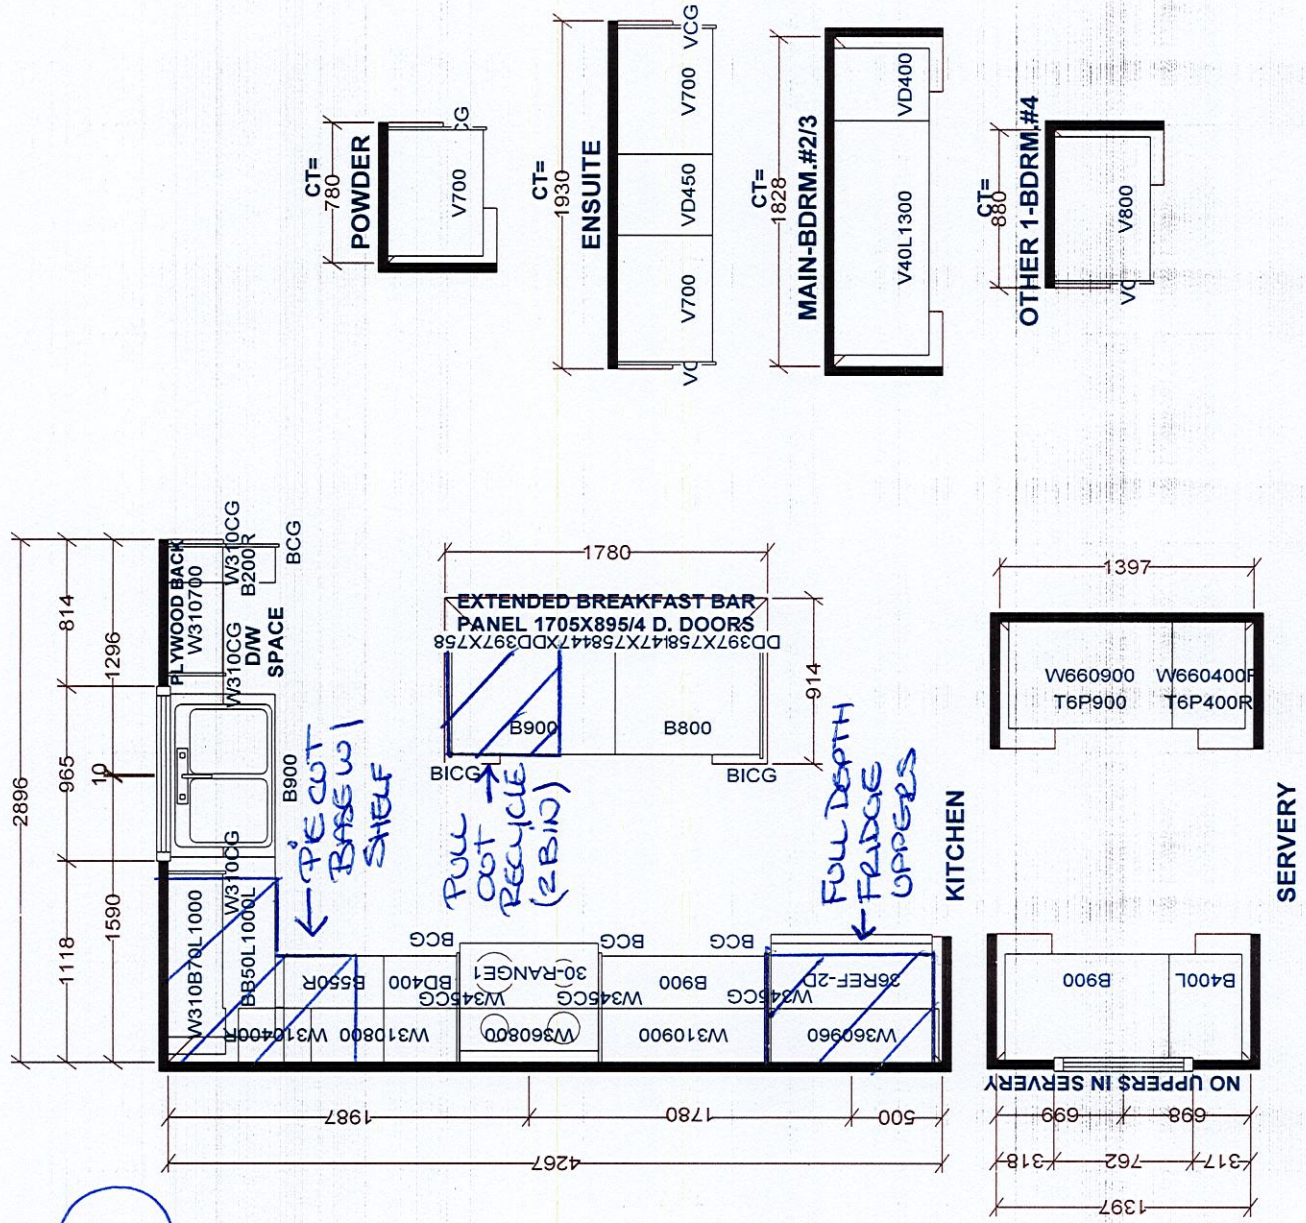 CT=
780
POWDER
V700
CT=
1930
ENSUITE
VCG
V700
VD450
V700
CT=
1828
MAIN-BDRM.#2/3
VD400
V40L1300
CT=
880
OTHER 1-BDRM.#4
V800
2896
814
965
1118
1296
10
1590
PLYWOOD BACK
W310700
W310CG
B200R
BCG
W310CG
D/W
SPACE
B900
W310CG
W310B70L1000
BB50L1000L
PIE CUT
BASE W/
SHELF
1780
EXTENDED BREAKFAST BAR
PANEL 1705X895/4 D. DOORS
B900
B800
914
BICG
BICG
PULL
OUT
RECYCLE
(2 BIN)
FULL DEPTH
FRIDGE
UPPERS
KITCHEN
BCG
BCG
BCG
B550R
BD400
30-RANGE1
B900
36REF-2D
W345CG
W345CG
W345CG
W310400R
W310800
W360800
W310900
W360960
1987
1780
500
4267
1397
W660900
T6P900
T6P400R
SERVERY
B900
B400L
NO UPPERS IN SERVERY
699
698
318
762
317
1397